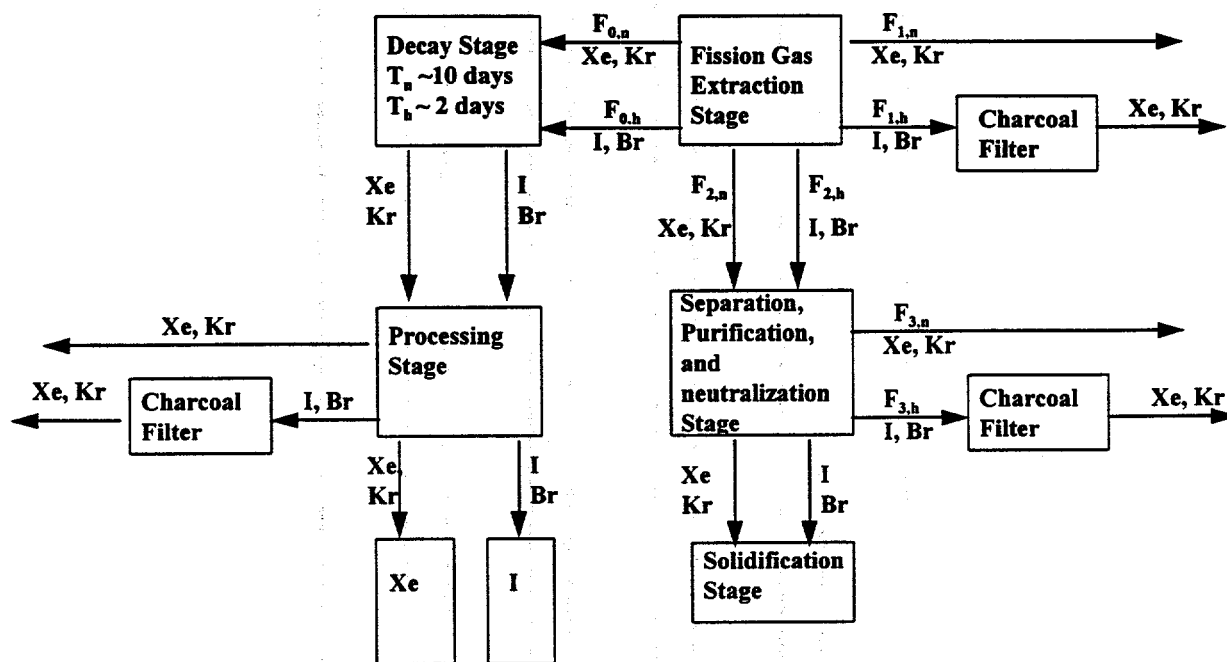 F0,n
Xe, Kr
F1,n
Xe, Kr
Decay Stage
Tn ~10 days
Th ~ 2 days
Fission Gas
Extraction
Stage
F0,h
I, Br
F1,h
I, Br
Charcoal
Filter
Xe, Kr
Xe
Kr
I
Br
F2,n
Xe, Kr
F2,h
I, Br
Xe, Kr
Processing
Stage
Separation,
Purification,
and
neutralization
Stage
F3,n
Xe, Kr
Xe, Kr
Charcoal
Filter
I, Br
F3,h
I, Br
Charcoal
Filter
Xe, Kr
Xe,
Kr
I
Br
Xe
Kr
I
Br
Xe
I
Solidification
Stage